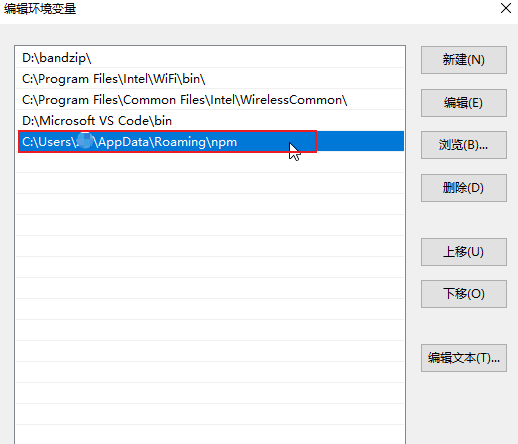 编辑环境变量
D:\bandzip\
C:\Program Files\Intel\WiFi\bin\
C:\Program Files\Common Files\Intel\WirelessCommon\
D:\Microsoft VS Code\bin
C:\Users\ \AppData\Roaming\npm
新建(N)
编辑(E)
浏览(B)...
删除(D)
上移(U)
下移(O)
编辑文本(T)...